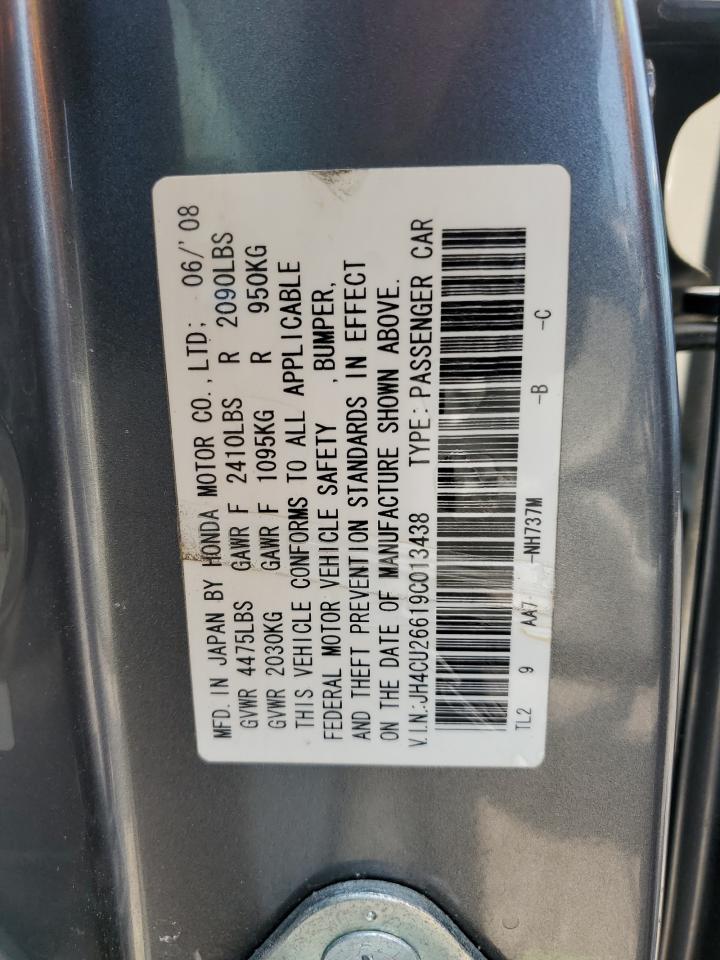 MFD. IN JAPAN BY HONDA MOTOR CO., LTD; 06/'08
GVWR 4475LBS GAWR F 2410LBS R 2090LBS
GVWR 2030KG GAWR F 1095KG R 950KG
THIS VEHICLE CONFORMS TO ALL APPLICABLE
FEDERAL MOTOR VEHICLE SAFETY , BUMPER,
AND THEFT PREVENTION STANDARDS IN EFFECT
ON THE DATE OF MANUFACTURE SHOWN ABOVE.
V.I.N.:JH4CU26619C013438 TYPE: PASSENGER CAR
TL2 9 AA7 -NH737M -B -C